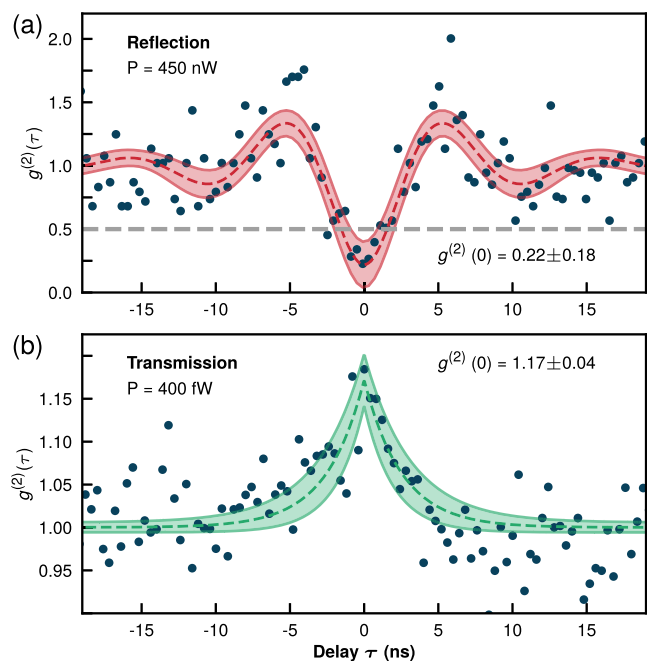 (a)
Reflection
P = 450 nW
g(2)(τ)
2.0
1.5
1.0
0.5
0.0
g(2) (0) = 0.22±0.18
-15 -10 -5 0 5 10 15
(b)
Transmission
P = 400 fW
g(2) (0) = 1.17±0.04
g(2)(τ)
1.15
1.10
1.05
1.00
0.95
-15 -10 -5 0 5 10 15
Delay τ (ns)